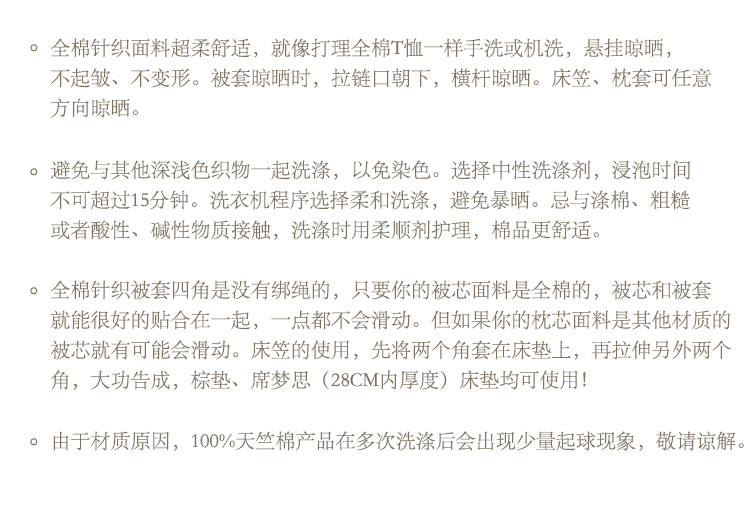 全棉针织面料超柔舒适，就像打理全棉T恤一样手洗或机洗，悬挂晾晒，
不起皱、不变形。被套晾晒时，拉链口朝下，横杆晾晒。床笠、枕套可任意
方向晾晒。
避免与其他深浅色织物一起洗涤，以免染色。选择中性洗涤剂，浸泡时间
不可超过15分钟。洗衣机程序选择柔和洗涤，避免暴晒。忌与涤棉、粗糙
或者酸性、碱性物质接触，洗涤时用柔顺剂护理，棉品更舒适。
全棉针织被套四角是没有绑绳的，只要你的被芯面料是全棉的，被芯和被套
就能很好的贴合在一起，一点都不会滑动。但如果你的枕芯面料是其他材质的
被芯就有可能会滑动。床笠的使用，先将两个角套在床垫上，再拉伸另外两个
角，大功告成，棕垫、席梦思（28CM内厚度）床垫均可使用！
由于材质原因，100%天竺棉产品在多次洗涤后会出现少量起球现象，敬请谅解。